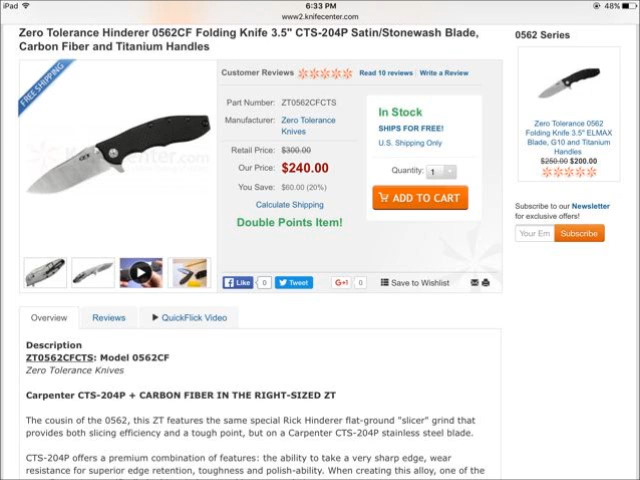 iPad
6:33 PM
48%
www2.knifecenter.com
Zero Tolerance Hinderer 0562CF Folding Knife 3.5" CTS-204P Satin/Stonewash Blade,
Carbon Fiber and Titanium Handles
FREE SHIPPING
KnifeCenter.com
Customer Reviews
Read 10 reviews | Write a Review
Part Number: ZT0562CFCTS
Manufacturer: Zero Tolerance
Knives
Retail Price: $300.00
Our Price: $240.00
You Save: $60.00 (20%)
Calculate Shipping
Double Points Item!
In Stock
SHIPS FOR FREE!
U.S. Shipping Only
Quantity: 1
ADD TO CART
Like 0 Tweet G+1 0 Save to Wishlist
0562 Series
Zero Tolerance 0562
Folding Knife 3.5" ELMAX
Blade, G10 and Titanium
Handles
$250.00 $200.00
Subscribe to our Newsletter
for exclusive offers!
Your Em Subscribe
Overview Reviews QuickFlick Video
Description
ZT0562CFCTS: Model 0562CF
Zero Tolerance Knives
Carpenter CTS-204P + CARBON FIBER IN THE RIGHT-SIZED ZT
The cousin of the 0562, this ZT features the same special Rick Hinderer flat-ground "slicer" grind that
provides both slicing efficiency and a tough point, but on a Carpenter CTS-204P stainless steel blade.
CTS-204P offers a premium combination of features: the ability to take a very sharp edge, wear
resistance for superior edge retention, toughness and polish-ability. When creating this alloy, one of the